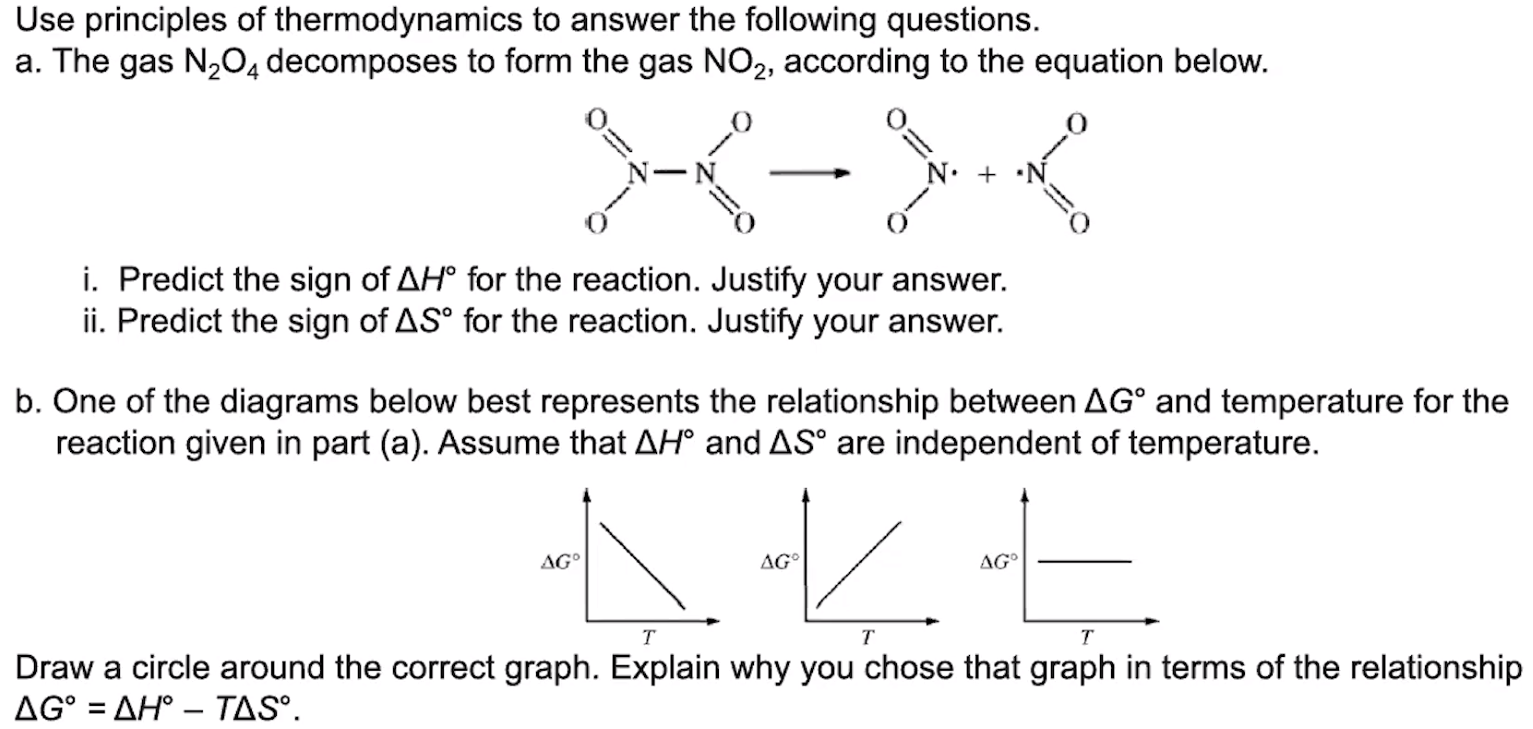 Use principles of thermodynamics to answer the following questions.
a. The gas N₂O₄ decomposes to form the gas NO₂, according to the equation below.
O O O O
N—N N· + ·N
O O O O
i. Predict the sign of ΔH° for the reaction. Justify your answer.
ii. Predict the sign of ΔS° for the reaction. Justify your answer.
b. One of the diagrams below best represents the relationship between ΔG° and temperature for the
reaction given in part (a). Assume that ΔH° and ΔS° are independent of temperature.
ΔG° ΔG° ΔG°
T T T
Draw a circle around the correct graph. Explain why you chose that graph in terms of the relationship
ΔG° = ΔH° – TΔS°.